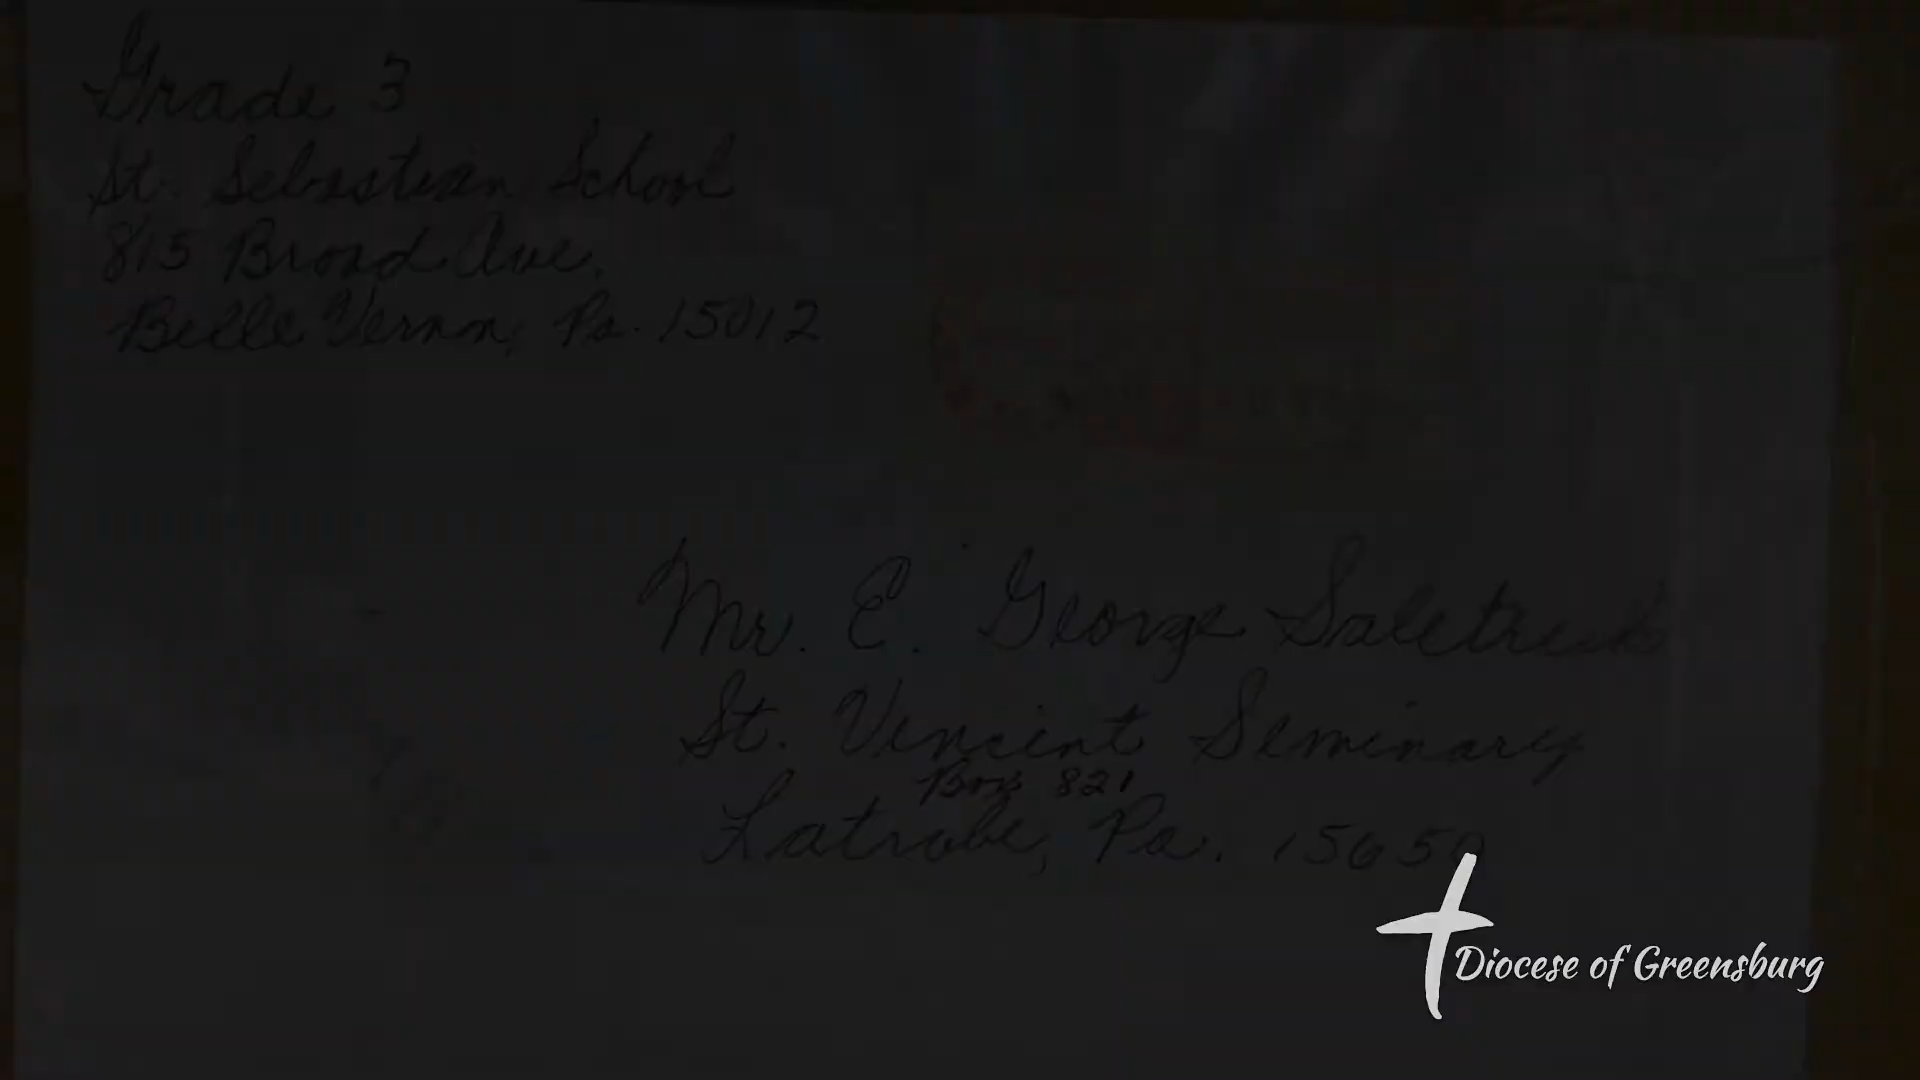 Grade 3
St. Sebastian School
815 Broad Ave.
Belle Vernon, Pa. 15012
Mr. E. George Saletrik
St. Vincent Seminary
Box 821
Latrobe, Pa. 15650
Diocese of Greensburg